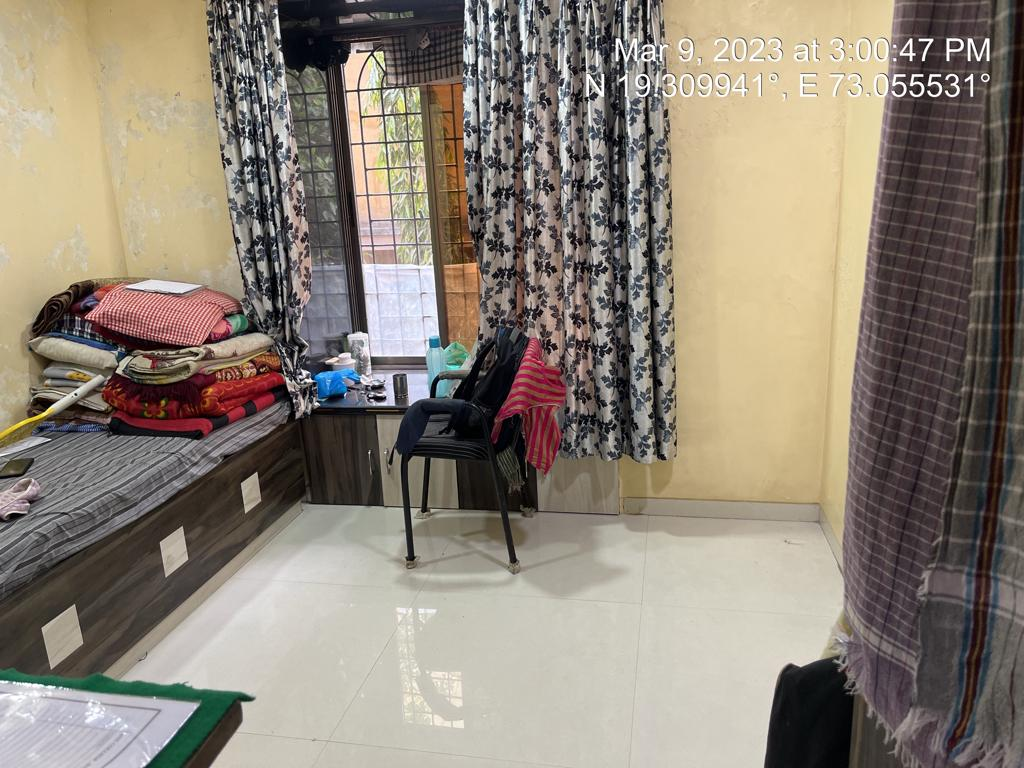 Mar 9, 2023 at 3:00:47 PM
N 19.309941°, E 73.055531°